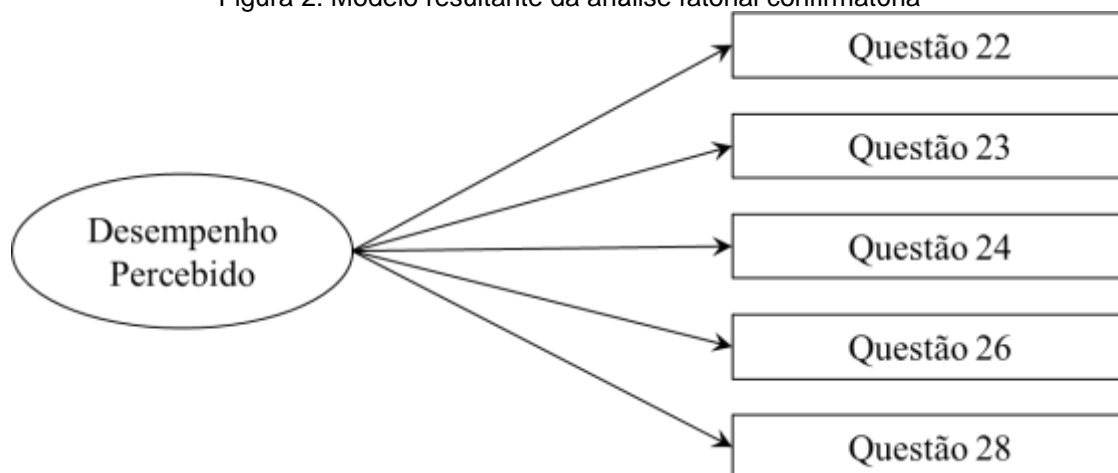 Figura 2. Modelo resultante da análise fatorial confirmatória
Questão 22
Questão 23
Desempenho
Percebido
Questão 24
Questão 26
Questão 28